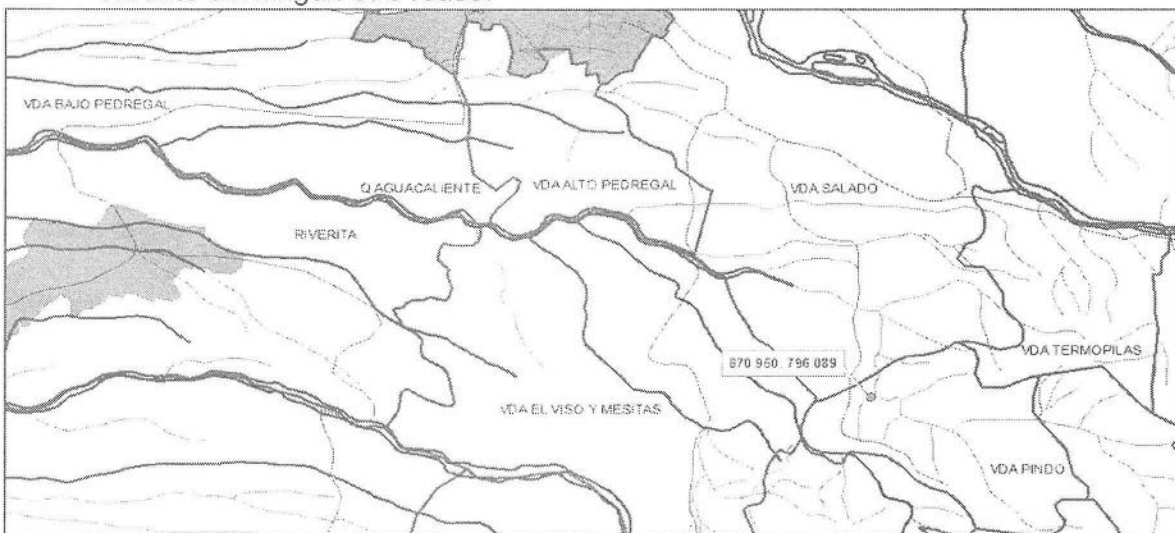 VDA BAJO PEDREGAL
Q.AGUACALIENTE
VDA ALTO PEDREGAL
VDA SALADO
RIVERITA
VDA TERMOPILAS
870 950 . 796 089
VDA EL VISO Y MESITAS
VDA PINDO